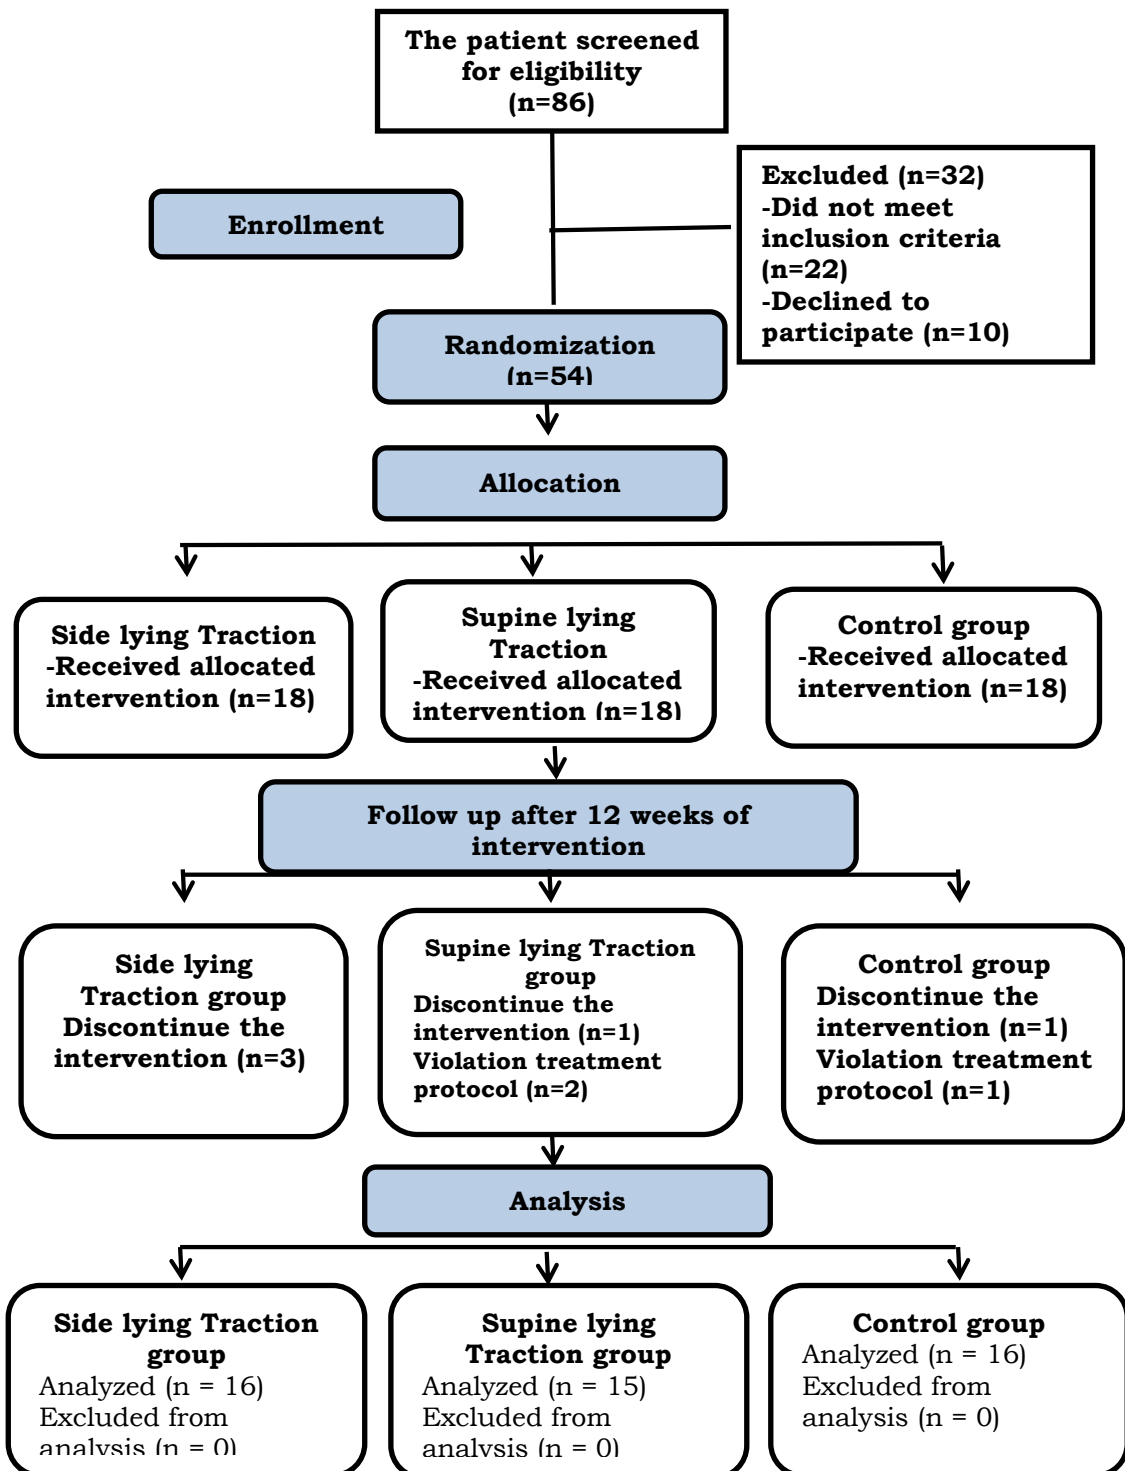 The patient screened
for eligibility
(n=86)
Excluded (n=32)
-Did not meet
inclusion criteria
(n=22)
-Declined to
participate (n=10)
Enrollment
Randomization
(n=54)
Allocation
Side lying Traction
-Received allocated
intervention (n=18)
Supine lying
Traction
-Received allocated
intervention (n=18)
Control group
-Received allocated
intervention (n=18)
Follow up after 12 weeks of
intervention
Side lying
Traction group
Discontinue the
intervention (n=3)
Supine lying Traction
group
Discontinue the
intervention (n=1)
Violation treatment
protocol (n=2)
Control group
Discontinue the
intervention (n=1)
Violation treatment
protocol (n=1)
Analysis
Side lying Traction
group
Analyzed (n = 16)
Excluded from
analysis (n = 0)
Supine lying
Traction group
Analyzed (n = 15)
Excluded from
analysis (n = 0)
Control group
Analyzed (n = 16)
Excluded from
analysis (n = 0)